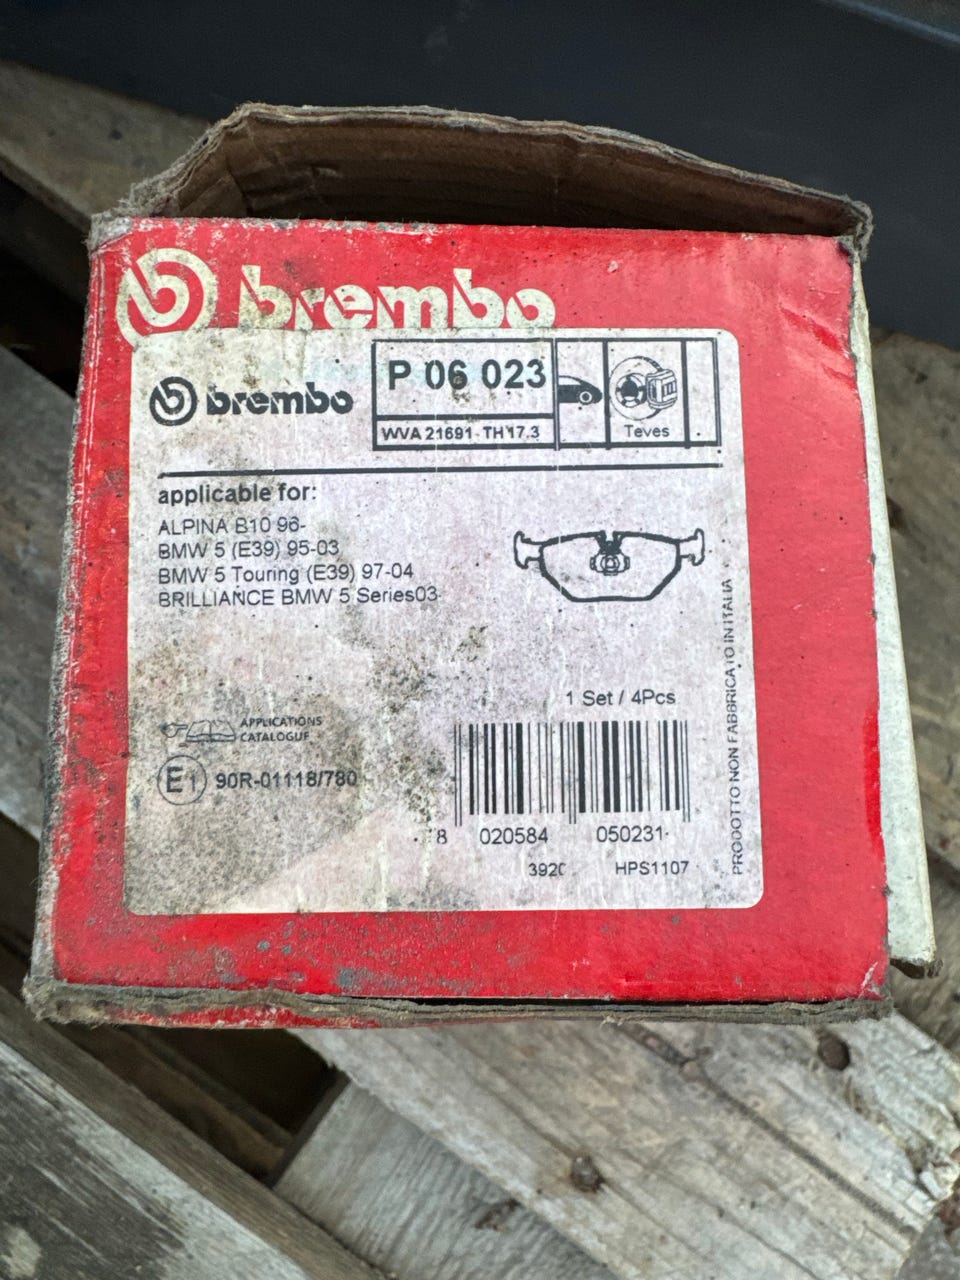 brembo
brembo
P 06 023
WVA 21691 - TH 17.3
Teves
applicable for:
ALPINA B10 96-
BMW 5 (E39) 95-03
BMW 5 Touring (E39) 97-04
BRILLIANCE BMW 5 Series03-
1 Set / 4Pcs
APPLICATIONS
CATALOGUE
E1 90R-01118/780
8 020584 050231
HPS1107
PRODOTTO NON FABBRICATO IN ITALIA